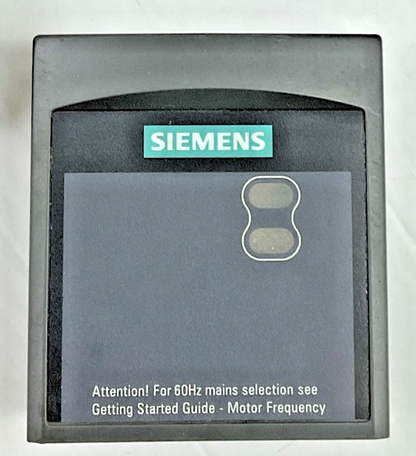 SIEMENS
Attention! For 60Hz mains selection see
Getting Started Guide - Motor Frequency